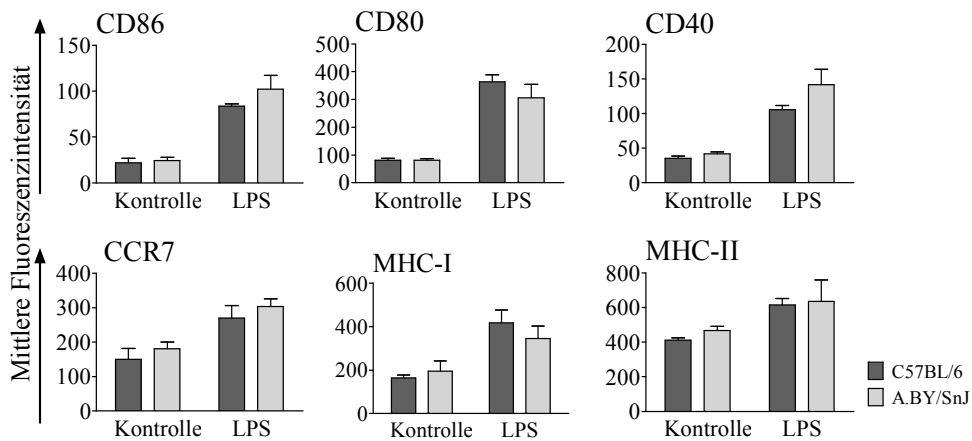 Mittlere Fluoreszenzintensität
CD86
150
100
50
0
Kontrolle LPS
CD80
500
400
300
200
100
0
Kontrolle LPS
CD40
200
150
100
50
0
Kontrolle LPS
CCR7
400
300
200
100
0
Kontrolle LPS
MHC-I
600
400
200
0
Kontrolle LPS
MHC-II
800
600
400
200
0
Kontrolle LPS
C57BL/6
A.BY/SnJ